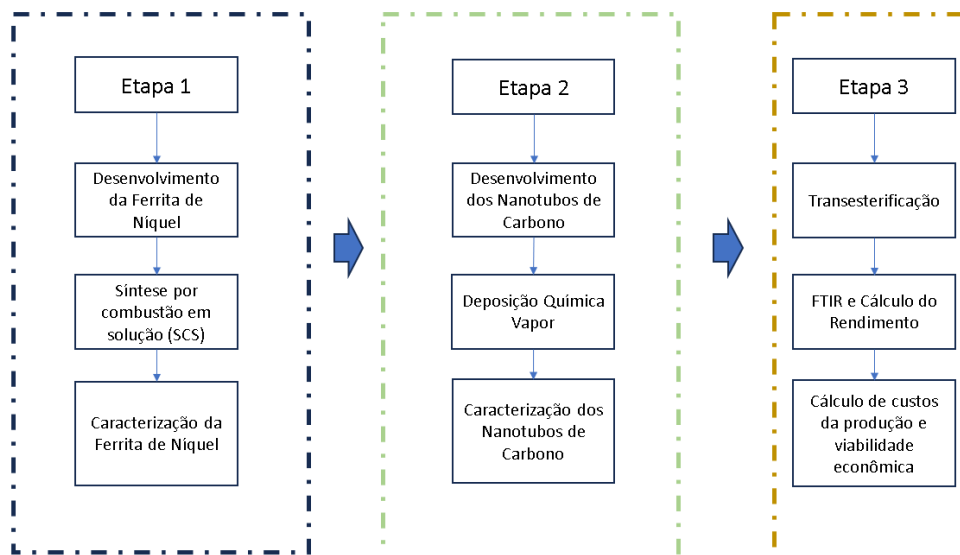 Etapa 1
Desenvolvimento
da Ferrita de
Níquel
Síntese por
combustão em
solução (SCS)
Caracterização da
Ferrita de Níquel
Etapa 2
Desenvolvimento
dos Nanotubos de
Carbono
Deposição Química
Vapor
Caracterização dos
Nanotubos de
Carbono
Etapa 3
Transesterificação
FTIR e Cálculo do
Rendimento
Cálculo de custos
da produção e
viabilidade
econômica